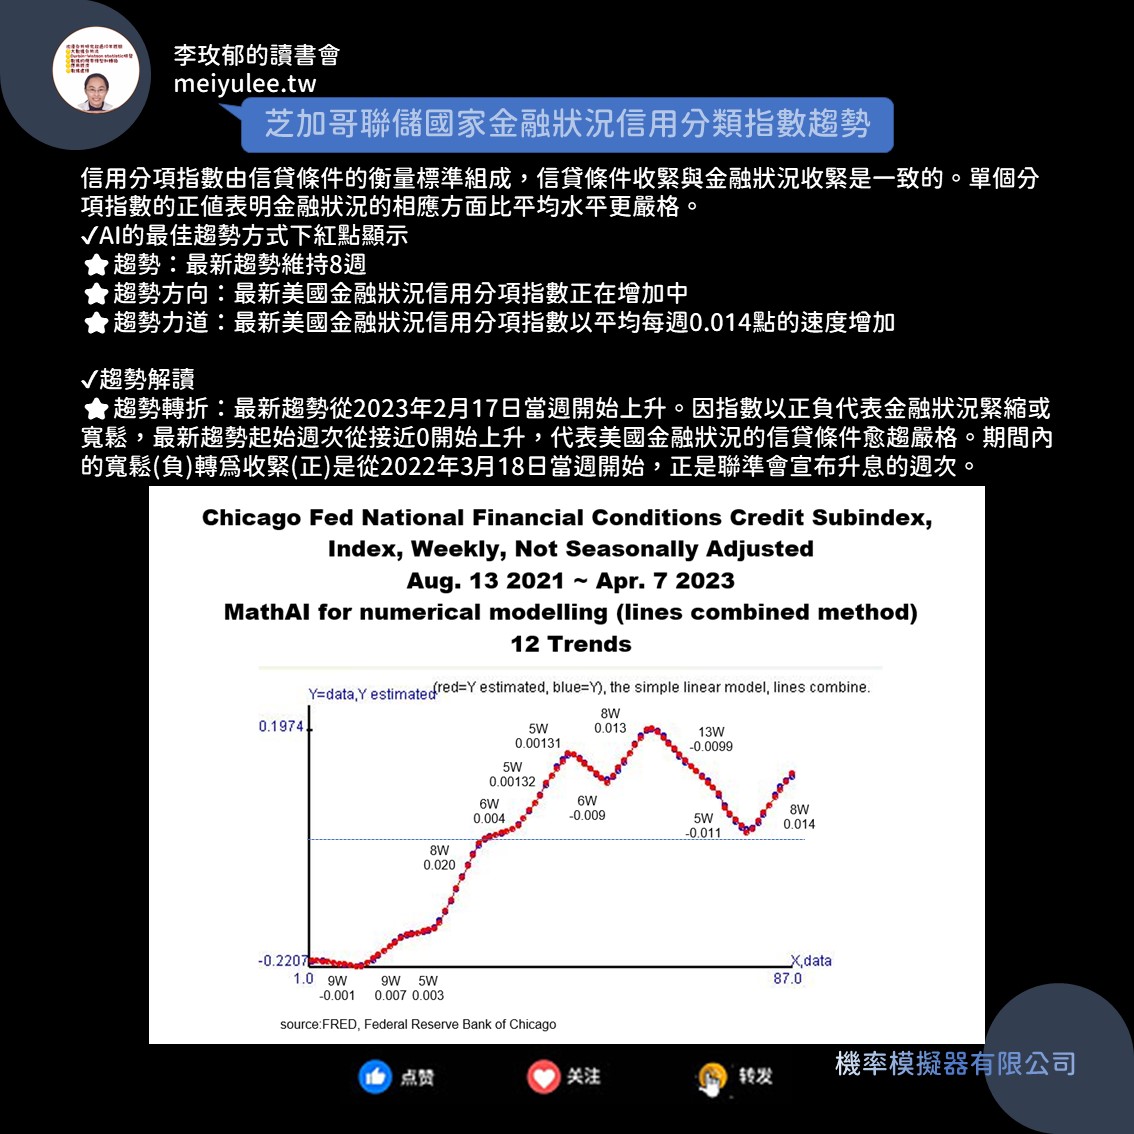 李玫郁的讀書會
meiyulee.tw
芝加哥聯儲國家金融狀況信用分類指數趨勢
信用分項指數由信貸條件的衡量標準組成，信貸條件收緊與金融狀況收緊是一致的。單個分
項指數的正值表明金融狀況的相應方面比平均水平更嚴格。
✓AI的最佳趨勢方式下紅點顯示
★趨勢：最新趨勢維持8週
★趨勢方向：最新美國金融狀況信用分項指數正在增加中
★趨勢力道：最新美國金融狀況信用分項指數以平均每週0.014點的速度增加
✓趨勢解讀
★趨勢轉折：最新趨勢從2023年2月17日當週開始上升。因指數以正負代表金融狀況緊縮或
寬鬆，最新趨勢起始週次從接近0開始上升，代表美國金融狀況的信貸條件愈趨嚴格。期間內
的寬鬆(負)轉爲收緊(正)是從2022年3月18日當週開始，正是聯準會宣布升息的週次。
Chicago Fed National Financial Conditions Credit Subindex,
Index, Weekly, Not Seasonally Adjusted
Aug. 13 2021 ~ Apr. 7 2023
MathAI for numerical modelling (lines combined method)
12 Trends
Y=data,Y estimated
(red=Y estimated, blue=Y), the simple linear model, lines combine.
0.1974
8W
0.013
5W
0.00131
13W
-0.0099
5W
0.00132
6W
0.004
6W
-0.009
5W
-0.011
8W
0.014
8W
0.020
-0.2207
X,data
1.0
87.0
9W
-0.001
9W
0.007
5W
0.003
source:FRED, Federal Reserve Bank of Chicago
機率模擬器有限公司
点赞
关注
转发